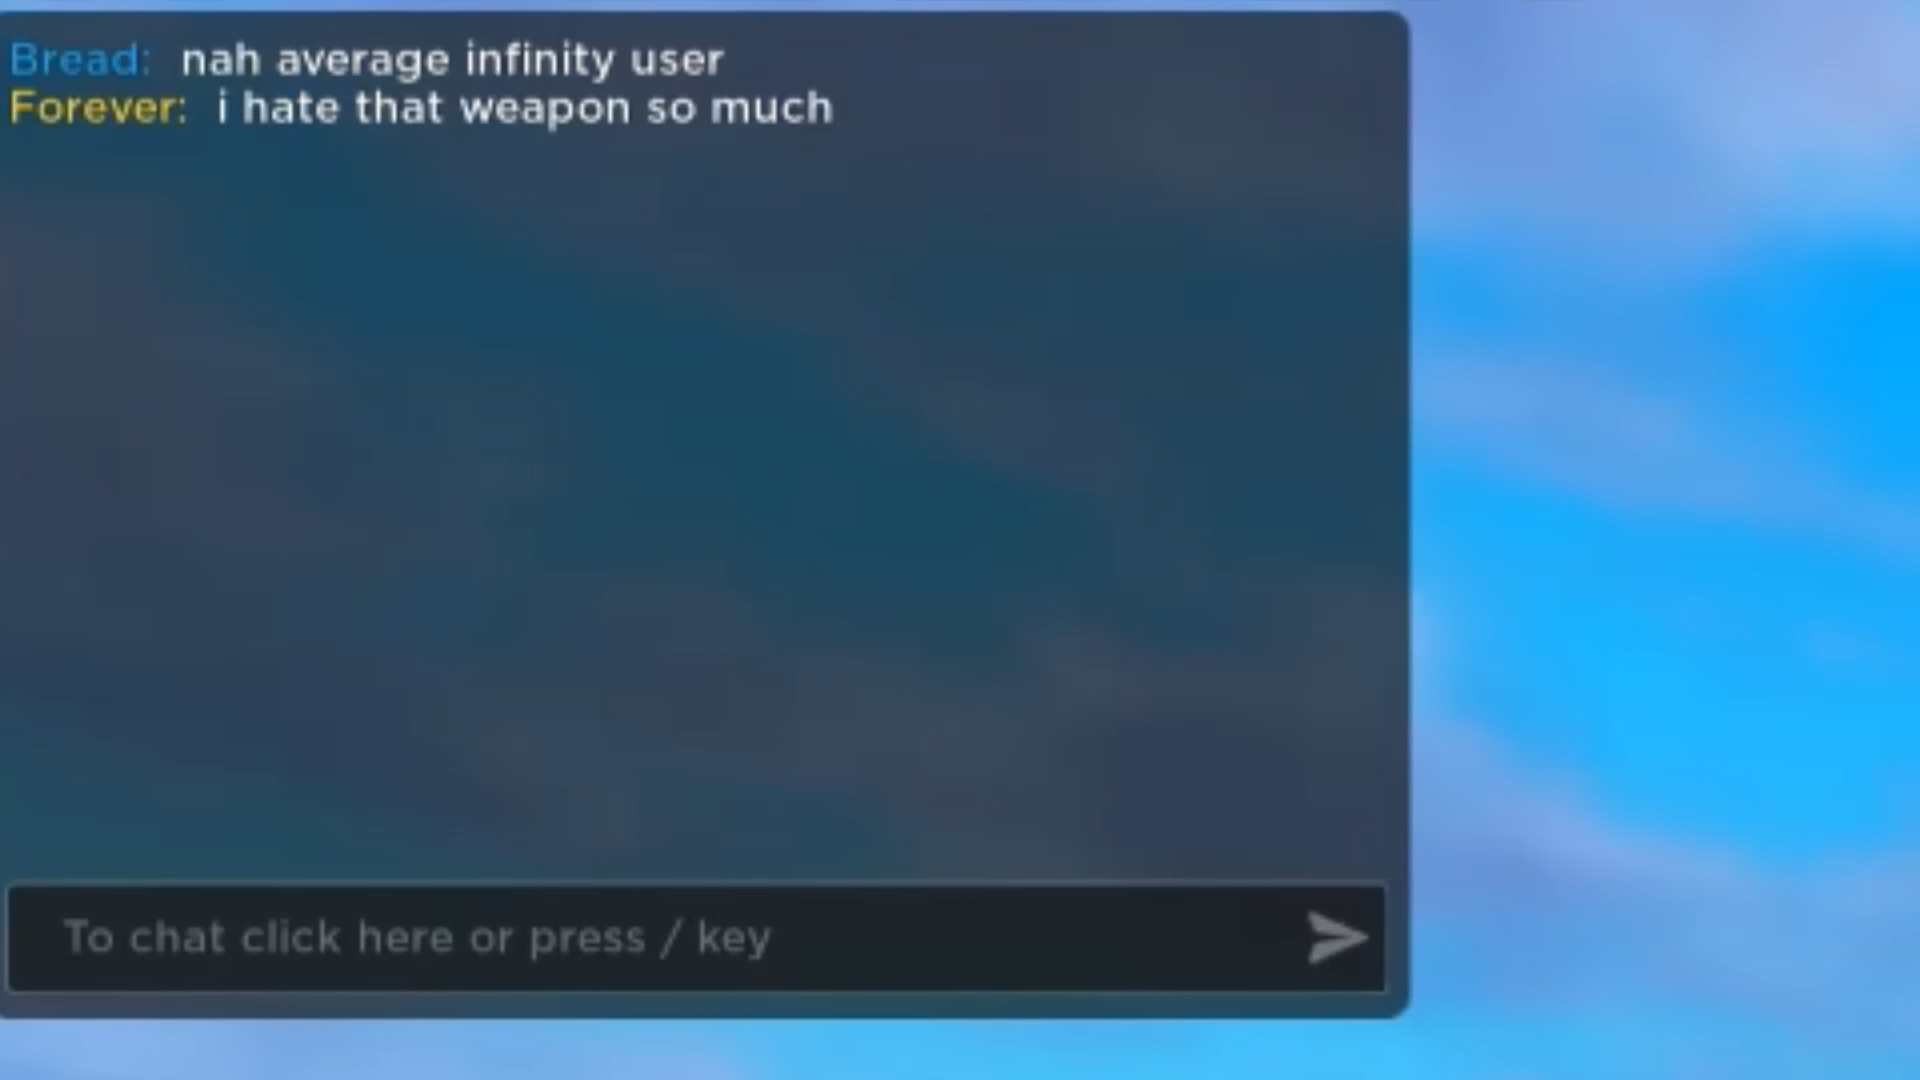 Bread: nah average infinity user
Forever: i hate that weapon so much
To chat click here or press / key